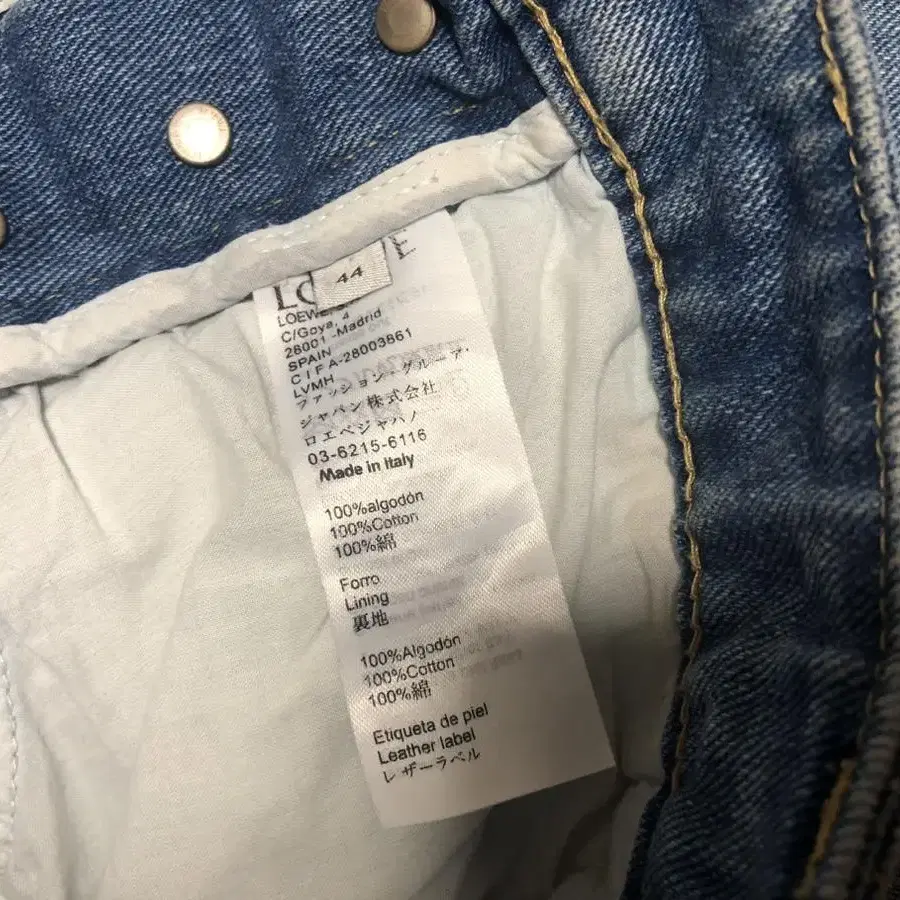 LO E
44
LOEWE
C/Goya, 4
28001 -Madrid
SPAIN
C I F A-28003861
LVMH
ファッション・グループ・
ジャパン株式会社
ロエベジャパン
03-6215-6116
Made in Italy
100%algodón
100%Cotton
100%綿
Forro
Lining
裏地
100%Algodón
100%Cotton
100%綿
Etiqueta de piel
Leather label
レザーラベル